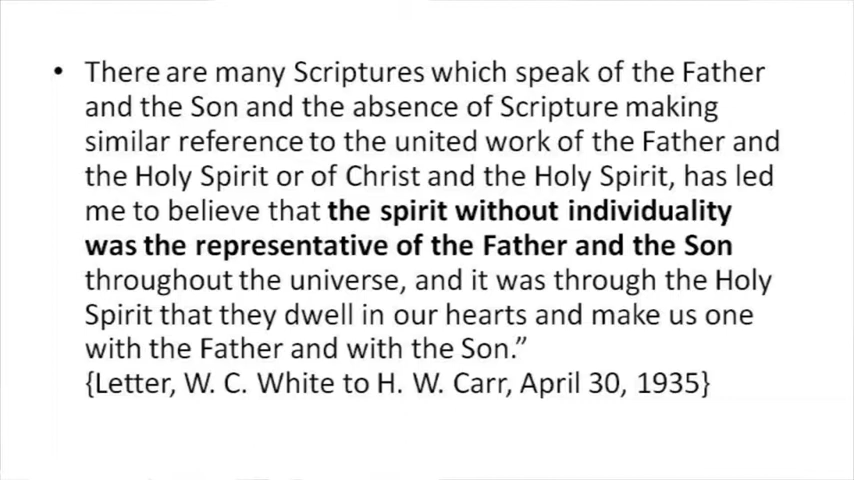 • There are many Scriptures which speak of the Father
and the Son and the absence of Scripture making
similar reference to the united work of the Father and
the Holy Spirit or of Christ and the Holy Spirit, has led
me to believe that the spirit without individuality
was the representative of the Father and the Son
throughout the universe, and it was through the Holy
Spirit that they dwell in our hearts and make us one
with the Father and with the Son.”
{Letter, W. C. White to H. W. Carr, April 30, 1935}